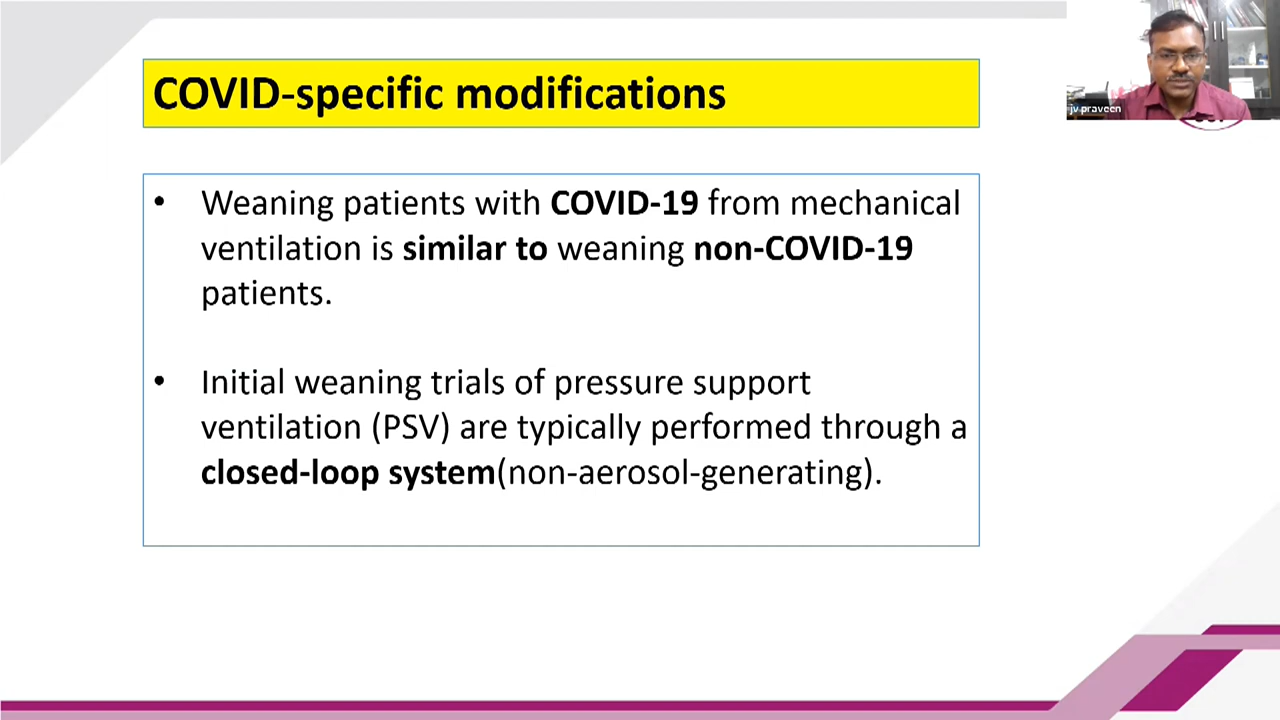 COVID-specific modifications
jv praveen
• Weaning patients with COVID-19 from mechanical
ventilation is similar to weaning non-COVID-19
patients.
• Initial weaning trials of pressure support
ventilation (PSV) are typically performed through a
closed-loop system(non-aerosol-generating).